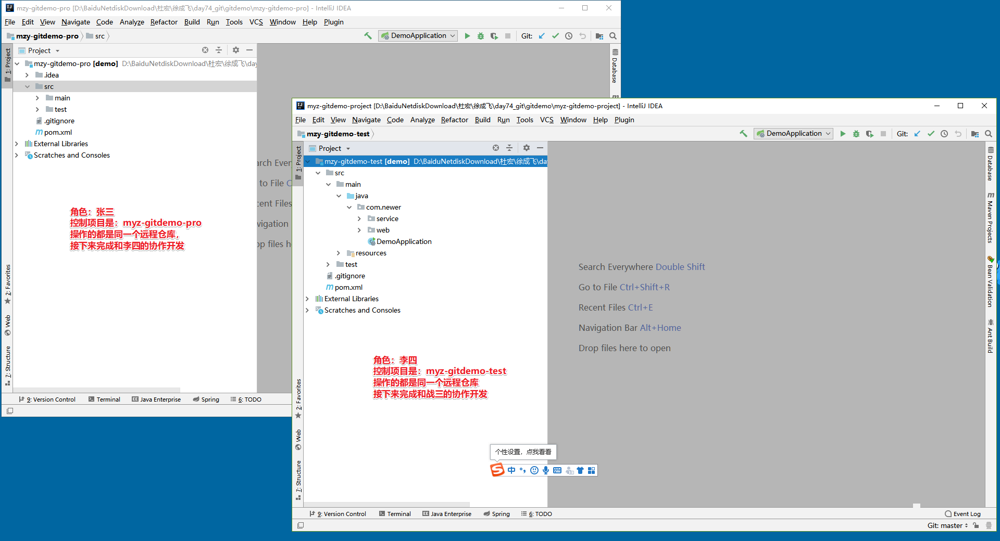 mzy-gitdemo-pro [D:\BaiduNetdiskDownload\杜宏\徐成飞\day74_git\gitdemo\mzy-gitdemo-pro] - IntelliJ IDEA
File Edit View Navigate Code Analyze Refactor Build Run Tools VCS Window Help Plugin
mzy-gitdemo-pro src DemoApplication Git:
Project
1: Project
mzy-gitdemo-pro [demo] D:\BaiduNetdiskDownload\杜宏\徐成飞\day
.idea
src
main
test
.gitignore
pom.xml
External Libraries
Scratches and Consoles
角色：张三
控制项目是：myz-gitdemo-pro
操作的都是同一个远程仓库，
接下来完成和李四的协作开发
arch Ever
to File C
cent Files
vigation
op files he
Database
2: Favorites
Web
7: Structure
9: Version Control Terminal Java Enterprise Spring 6: TODO
myz-gitdemo-project [D:\BaiduNetdiskDownload\杜宏\徐成飞\day74_git\gitdemo\myz-gitdemo-project] - IntelliJ IDEA
File Edit View Navigate Code Analyze Refactor Build Run Tools VCS Window Help Plugin
mzy-gitdemo-test DemoApplication Git:
Project
1: Project
mzy-gitdemo-test [demo] D:\BaiduNetdiskDownload\杜宏\徐成飞\da
src
main
java
com.newer
service
web
DemoApplication
resources
test
.gitignore
pom.xml
External Libraries
Scratches and Consoles
角色：李四
控制项目是：myz-gitdemo-test
操作的都是同一个远程仓库
接下来完成和战三的协作开发
Search Everywhere Double Shift
Go to File Ctrl+Shift+R
Recent Files Ctrl+E
Navigation Bar Alt+Home
Drop files here to open
Database
Maven Projects
Bean Validation
Ant Build
2: Favorites
Web
7: Structure
个性设置，点我看看
中
9: Version Control Terminal Java Enterprise Spring 6: TODO Event Log
Git: master